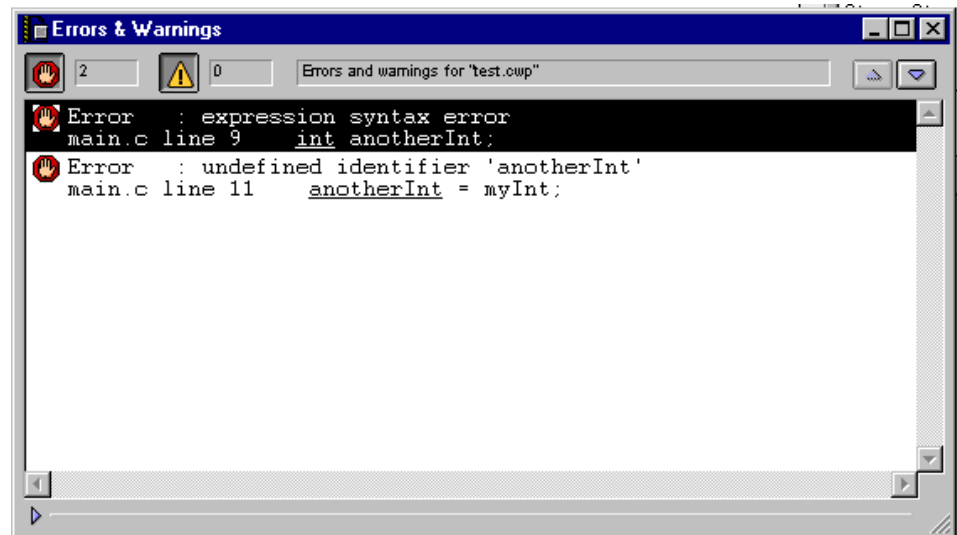 Errors & Warnings
2
0
Errors and warnings for "test.cwp"
Error : expression syntax error
main.c line 9 int anotherInt;
Error : undefined identifier 'anotherInt'
main.c line 11 anotherInt = myInt;